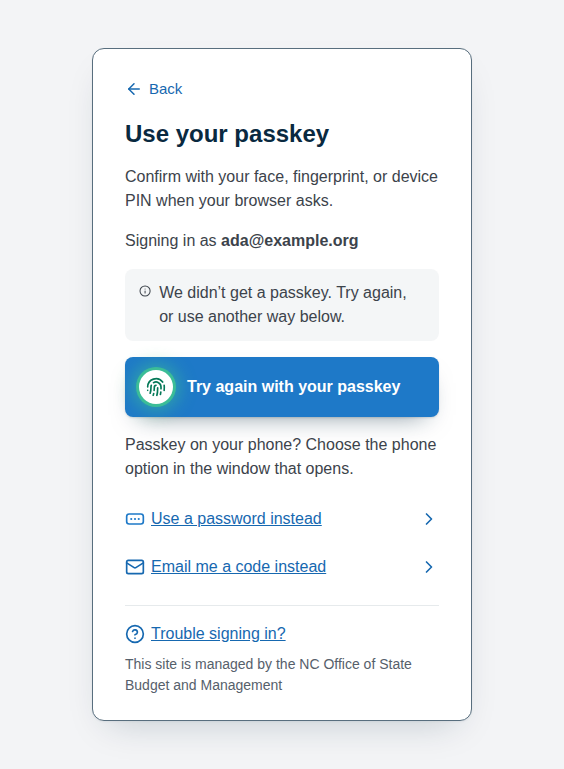 Back
Use your passkey
Confirm with your face, fingerprint, or device
PIN when your browser asks.
Signing in as ada@example.org
We didn't get a passkey. Try again,
or use another way below.
Try again with your passkey
Passkey on your phone? Choose the phone
option in the window that opens.
Use a password instead
Email me a code instead
Trouble signing in?
This site is managed by the NC Office of State
Budget and Management